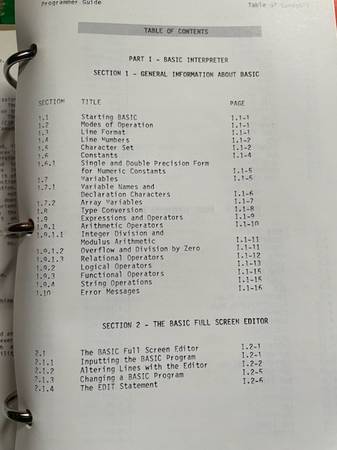 Programmer Guide Table of Contents
TABLE OF CONTENTS
PART I - BASIC INTERPRETER
SECTION 1 - GENERAL INFORMATION ABOUT BASIC
SECTION TITLE PAGE
1.1 Starting BASIC I.1-1
1.2 Modes of Operation I.1-1
1.3 Line Format I.1-1
1.4 Line Numbers I.1-2
1.5 Character Set I.1-2
1.6 Constants I.1-4
1.6.1 Single and Double Precision Form
for Numeric Constants I.1-5
1.7 Variables I.1-5
1.7.1 Variable Names and
Declaration Characters I.1-6
1.7.2 Array Variables I.1-7
1.8 Type Conversion I.1-8
1.9 Expressions and Operators I.1-9
1.9.1 Arithmetic Operators I.1-10
1.9.1.1 Integer Division and
Modulus Arithmetic I.1-11
1.9.1.2 Overflow and Division by Zero I.1-11
1.9.1.3 Relational Operators I.1-12
1.9.2 Logical Operators I.1-13
1.9.3 Functional Operators I.1-15
1.9.4 String Operations I.1-15
1.10 Error Messages I.1-16
SECTION 2 - THE BASIC FULL SCREEN EDITOR
2.1 The BASIC Full Screen Editor I.2-1
2.1.1 Inputting the BASIC Program I.2-1
2.1.2 Altering Lines with the Editor I.2-2
2.1.3 Changing a BASIC Program I.2-5
2.1.4 The EDIT Statement I.2-6